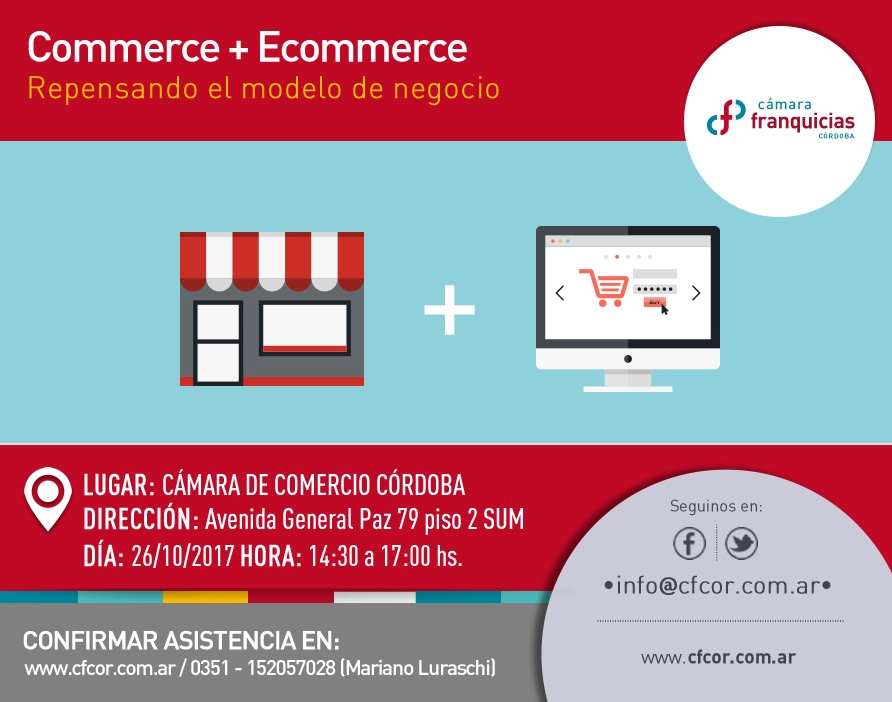 Commerce + Ecommerce
Repensando el modelo de negocio
cámara
franquicias
CÓRDOBA
BUY
LUGAR: CÁMARA DE COMERCIO CÓRDOBA
DIRECCIÓN: Avenida General Paz 79 piso 2 SUM
DÍA: 26/10/2017 HORA: 14:30 a 17:00 hs.
Seguinos en:
•info@cfcor.com.ar•
www.cfcor.com.ar
CONFIRMAR ASISTENCIA EN:
www.cfcor.com.ar / 0351 - 152057028 (Mariano Luraschi)